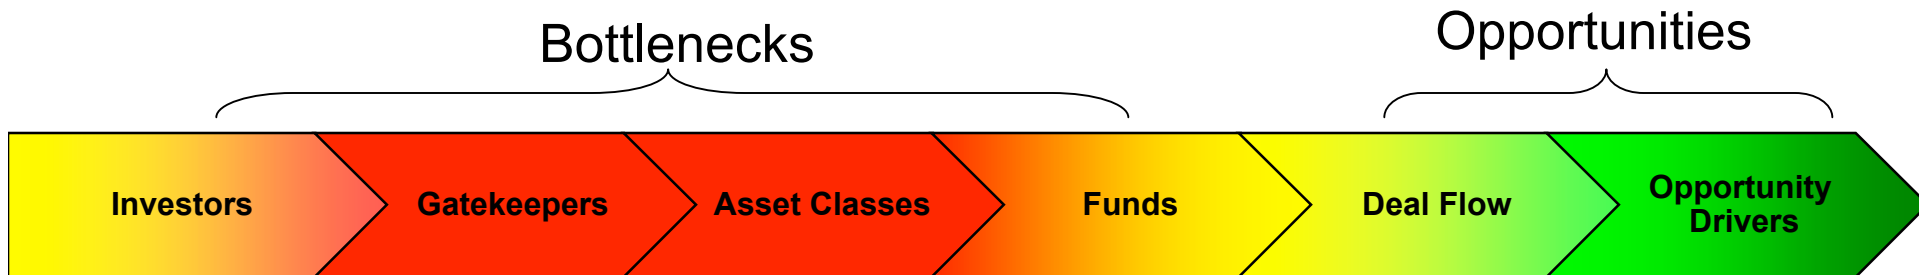 Bottlenecks
Opportunities
Investors
Gatekeepers
Asset Classes
Funds
Deal Flow
Opportunity
Drivers